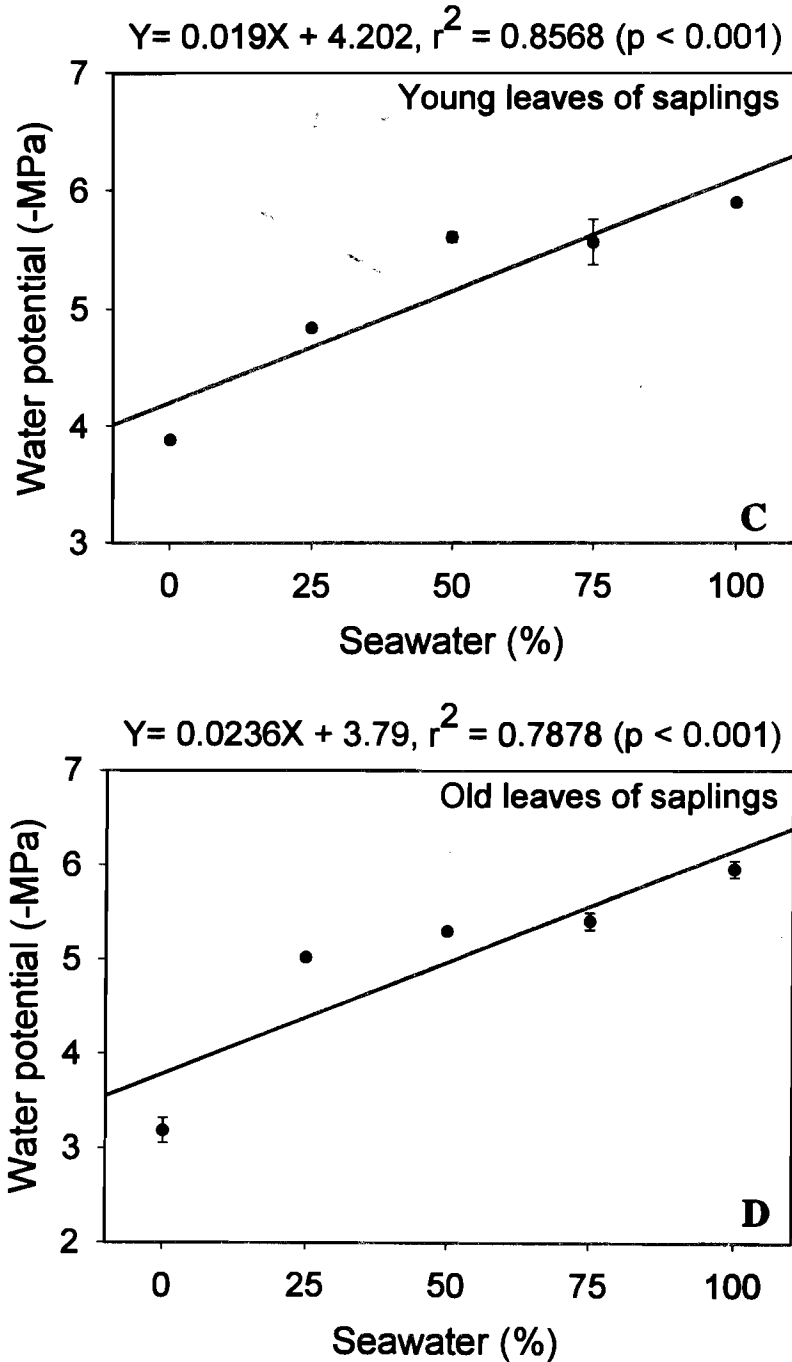 Y= 0.019X + 4.202, r² = 0.8568 (p < 0.001)
7
Young leaves of saplings
6
5
4
3
Water potential (-MPa)
C
0 25 50 75 100
Seawater (%)
Y= 0.0236X + 3.79, r² = 0.7878 (p < 0.001)
7
Old leaves of saplings
6
5
4
3
2
Water potential (-MPa)
D
0 25 50 75 100
Seawater (%)